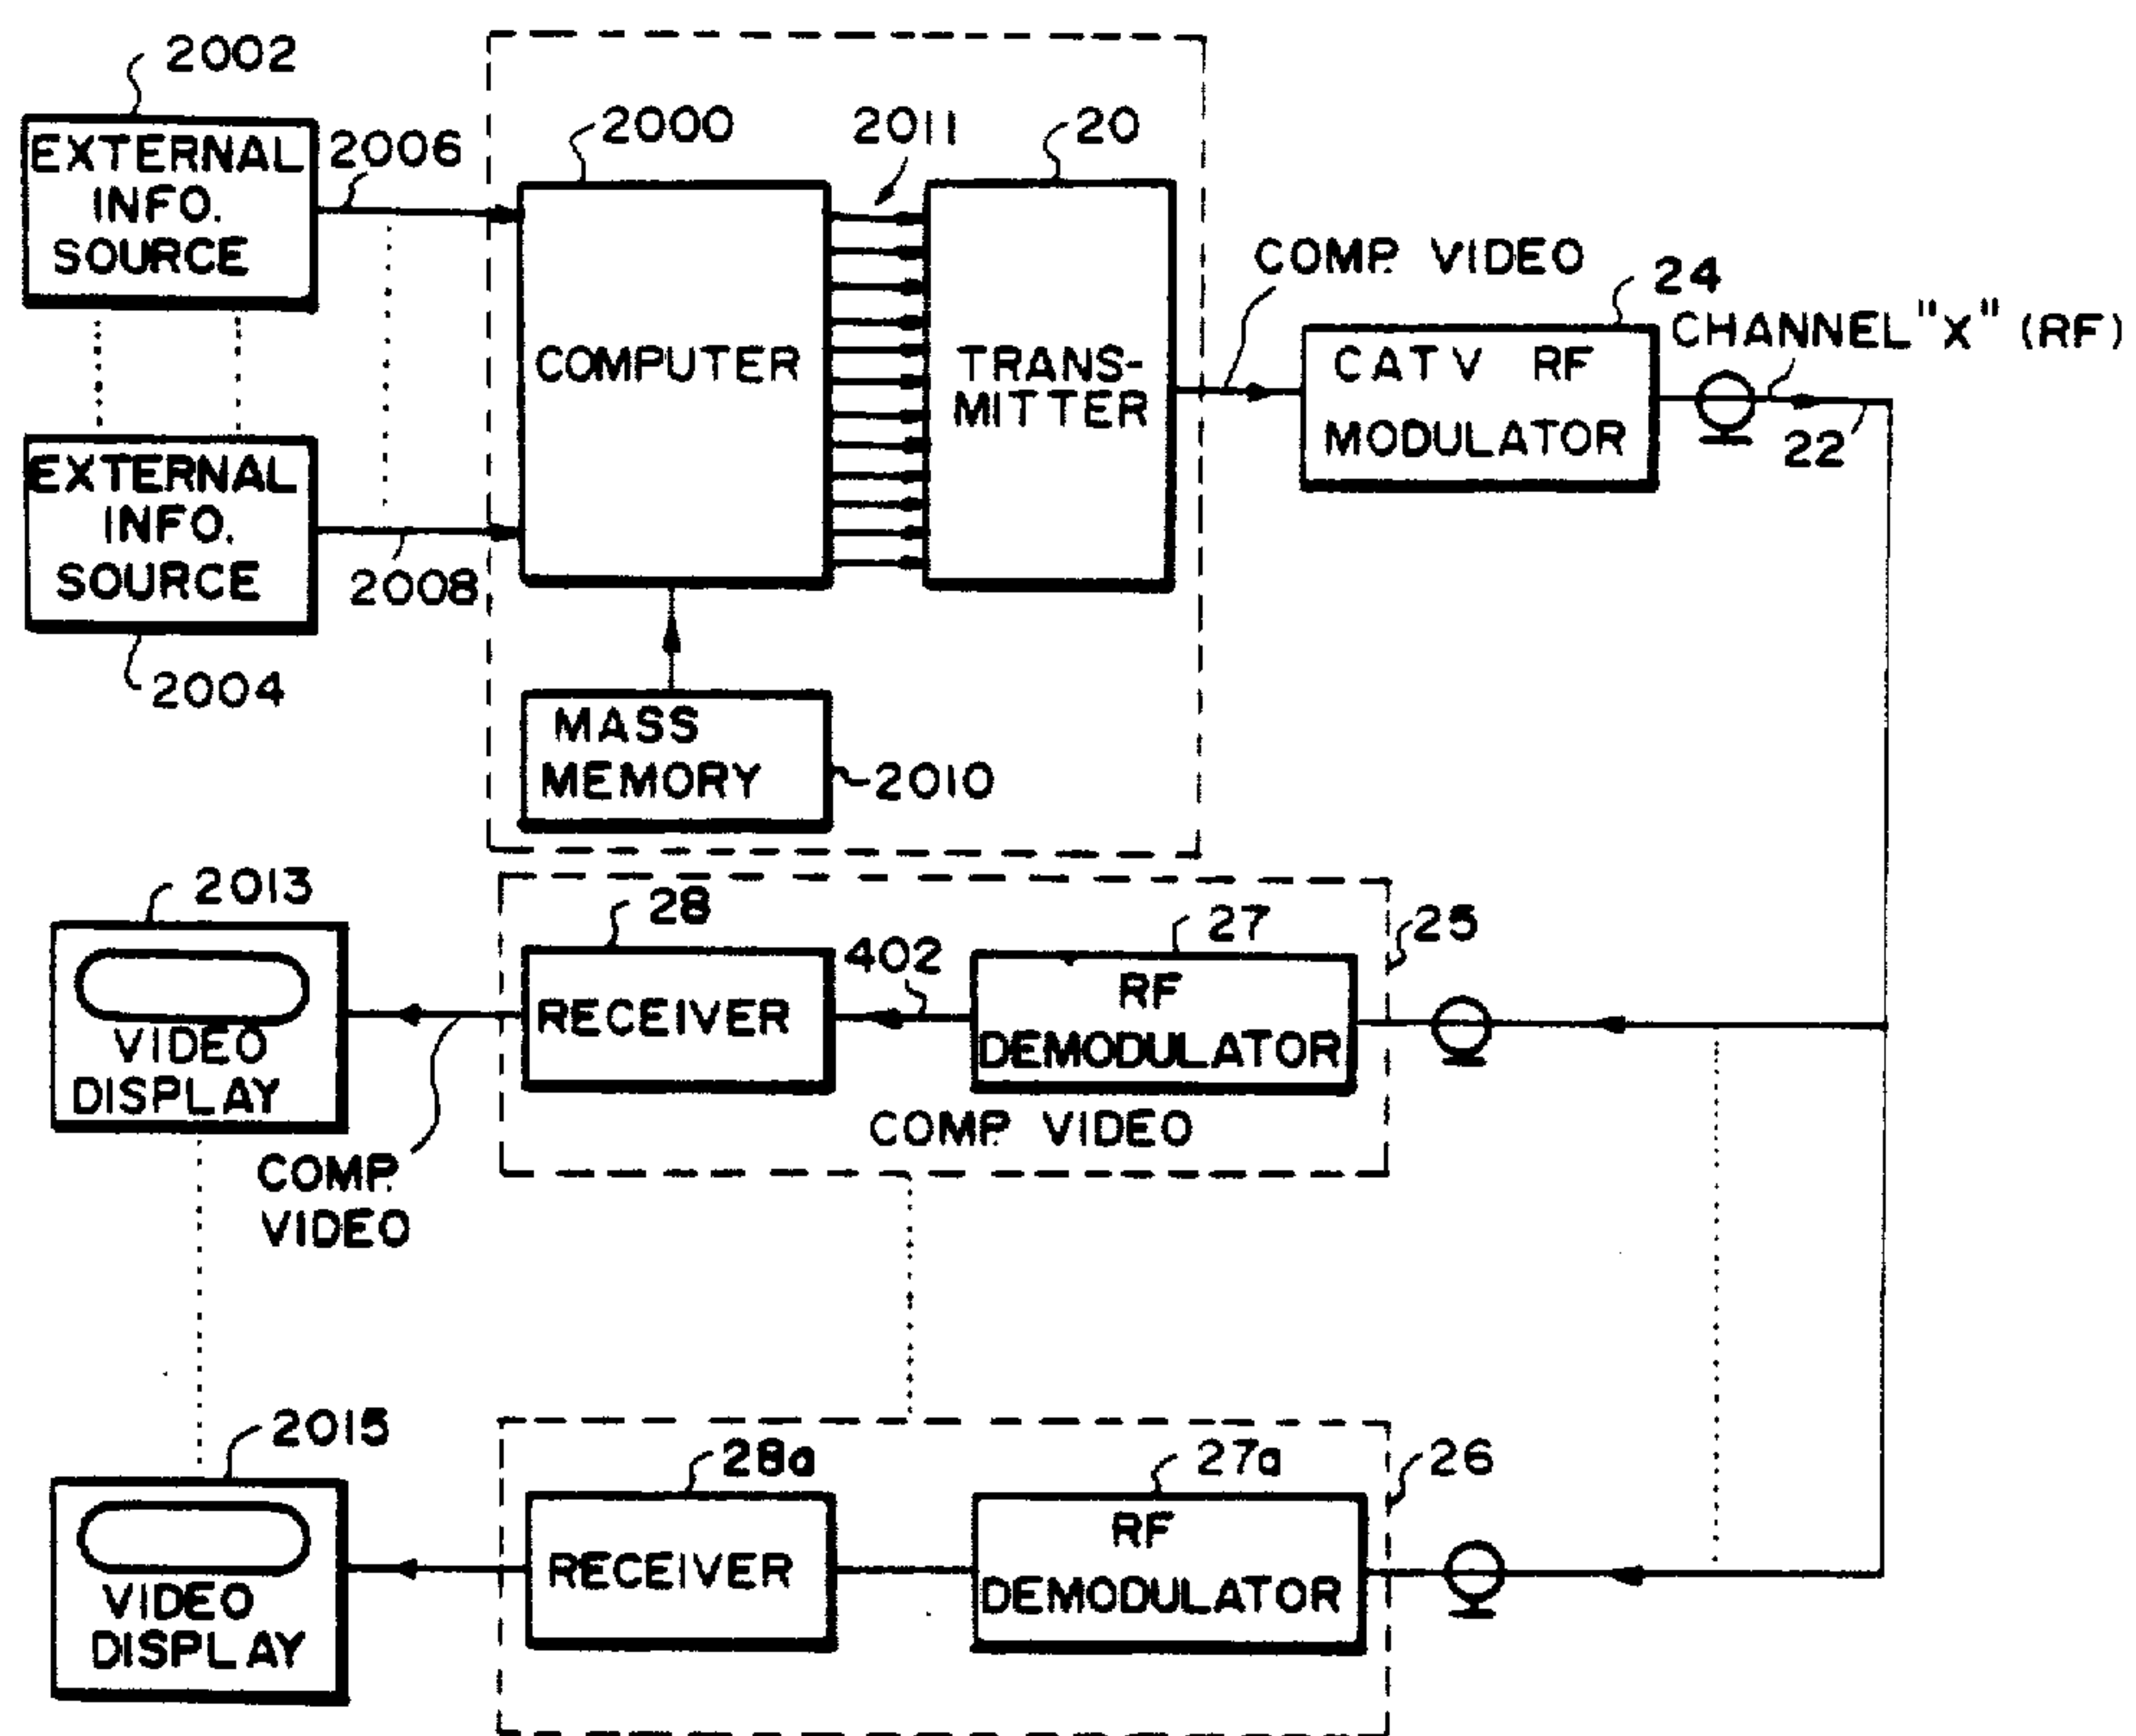 2002
EXTERNAL
INFO.
SOURCE
2006
2000
2011
20
COMPUTER
TRANS-
MITTER
COMP. VIDEO
24
CATV RF
MODULATOR
CHANNEL "X" (RF)
22
EXTERNAL
INFO.
SOURCE
2008
2004
MASS
MEMORY
2010
2013
VIDEO
DISPLAY
COMP.
VIDEO
28
RECEIVER
402
27
RF
DEMODULATOR
25
COMP. VIDEO
2015
VIDEO
DISPLAY
28a
RECEIVER
27a
RF
DEMODULATOR
26